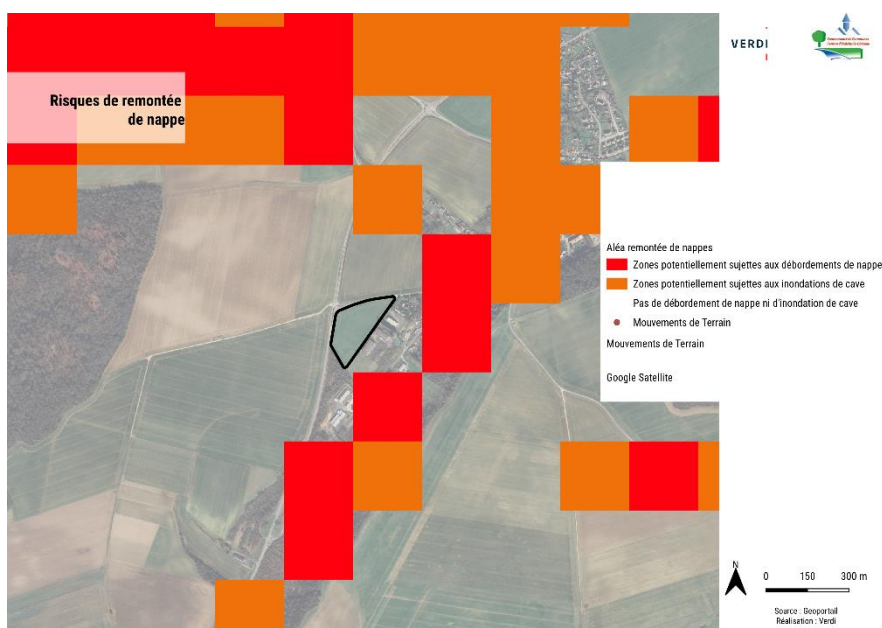 VERDI
Risques de remontée
de nappe
Aléa remontée de nappes
Zones potentiellement sujettes aux débordements de nappe
Zones potentiellement sujettes aux inondations de cave
Pas de débordement de nappe ni d'inondation de cave
Mouvements de Terrain
Mouvements de Terrain
Google Satellite
N
0 150 300 m
Source : Geoportail
Réalisation : Verdi